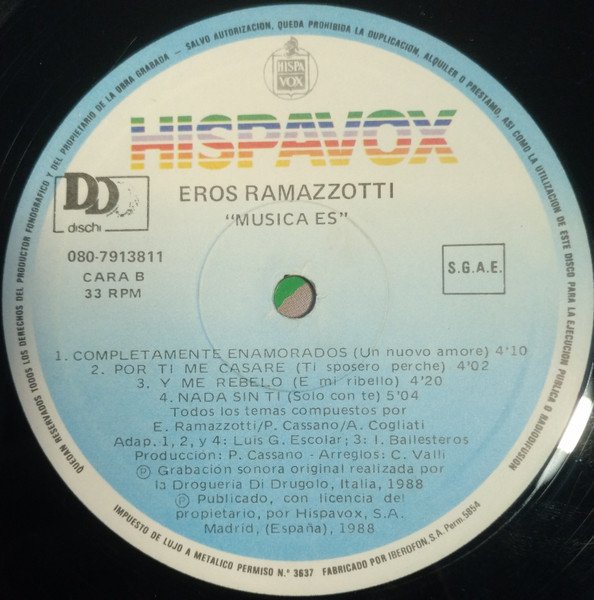 QUEDAN RESERVADOS TODOS LOS DERECHOS DEL PRODUCTOR FONOGRAFICO Y DEL PROPIETARIO DE LA OBRA GRABADA - SALVO AUTORIZACION, QUEDA PROHIBIDA LA DUPLICACION, ALQUILER O PRESTAMO, ASI COMO LA UTILIZACION DE ESTE DISCO PARA LA EJECUCION PUBLICA O RADIODIFUSION
HISPA
VOX
HISPAVOX
EROS RAMAZZOTTI
"MUSICA ES"
DD
dischi
080-7913811
CARA B
33 RPM
S.G.A.E.
1. COMPLETAMENTE ENAMORADOS (Un nuovo amore) 4'10
2. POR TI ME CASARE (Ti sposero perche) 4'02
3. Y ME REBELO (E mi ribello) 4'20
4. NADA SIN TI (Solo con te) 5'04
Todos los temas compuestos por
E. Ramazzotti/P. Cassano/A. Cogliati
Adap. 1, 2, y 4: Luis G. Escolar; 3: I. Ballesteros
Producción: P. Cassano - Arreglos: C. Valli
Ⓟ Grabación sonora original realizada por
la Drogueria Di Drugolo, Italia, 1988
Ⓟ Publicado, con licencia del
propietario, por Hispavox, S.A.
Madrid, (España), 1988
IMPUESTO DE LUJO A METALICO PERMISO N.º 3637 FABRICADO POR IBEROFON, S.A. Perm. 5854